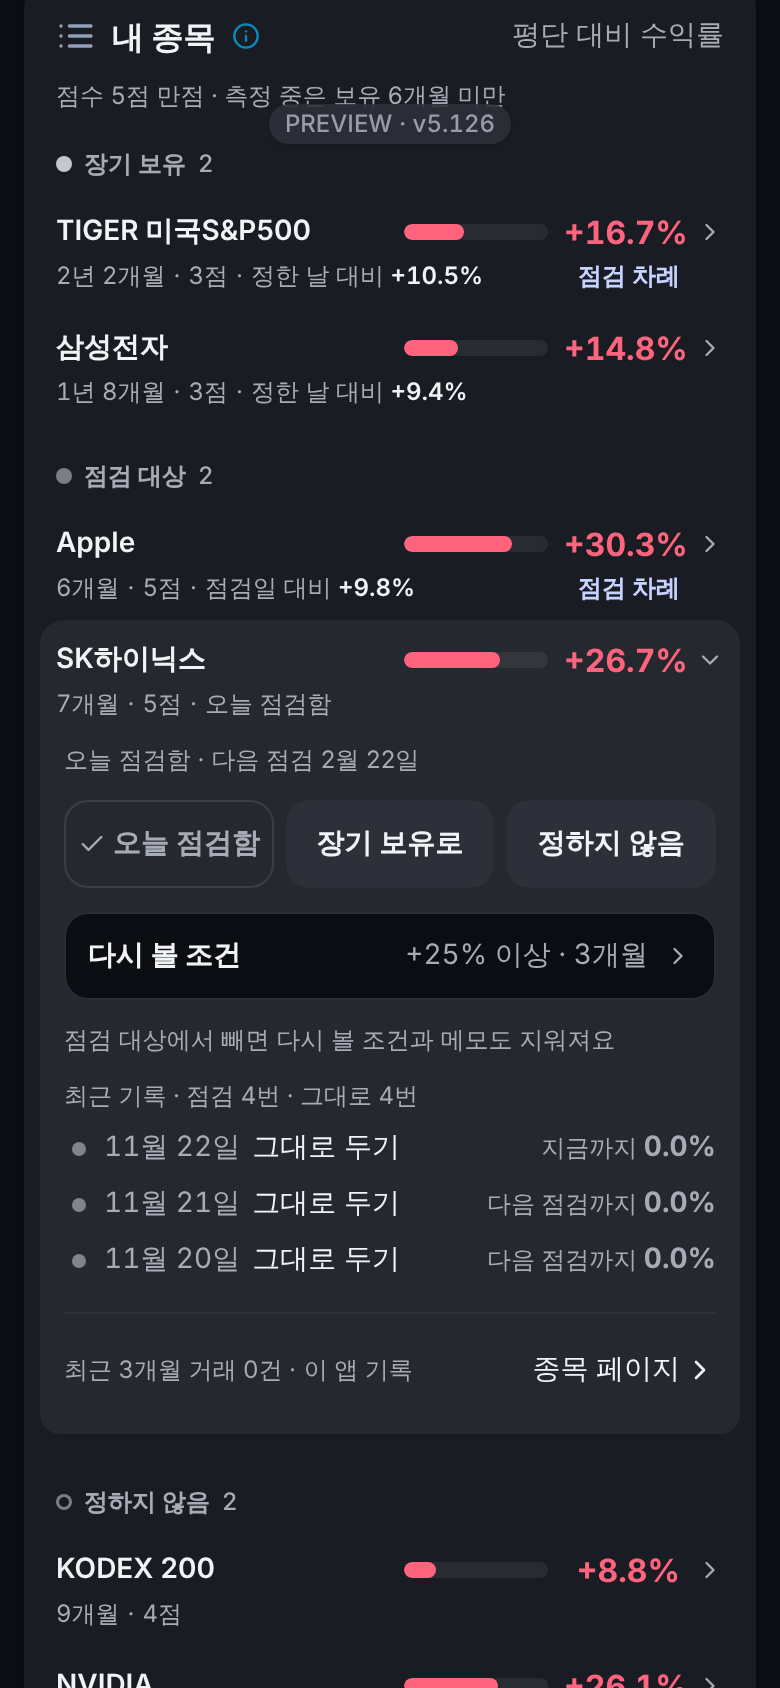 내 종목
평단 대비 수익률
점수 5점 만점 · 측정 중은 보유 6개월 미만
PREVIEW · v5.126
장기 보유 2
TIGER 미국S&P500 +16.7%
2년 2개월 · 3점 · 정한 날 대비 +10.5% 점검 차례
삼성전자 +14.8%
1년 8개월 · 3점 · 정한 날 대비 +9.4%
점검 대상 2
Apple +30.3%
6개월 · 5점 · 점검일 대비 +9.8% 점검 차례
SK하이닉스 +26.7%
7개월 · 5점 · 오늘 점검함
오늘 점검함 · 다음 점검 2월 22일
오늘 점검함 장기 보유로 정하지 않음
다시 볼 조건 +25% 이상 · 3개월
점검 대상에서 빼면 다시 볼 조건과 메모도 지워져요
최근 기록 · 점검 4번 · 그대로 4번
11월 22일 그대로 두기 지금까지 0.0%
11월 21일 그대로 두기 다음 점검까지 0.0%
11월 20일 그대로 두기 다음 점검까지 0.0%
최근 3개월 거래 0건 · 이 앱 기록 종목 페이지
정하지 않음 2
KODEX 200 +8.8%
9개월 · 4점
NVIDIA +26.1%